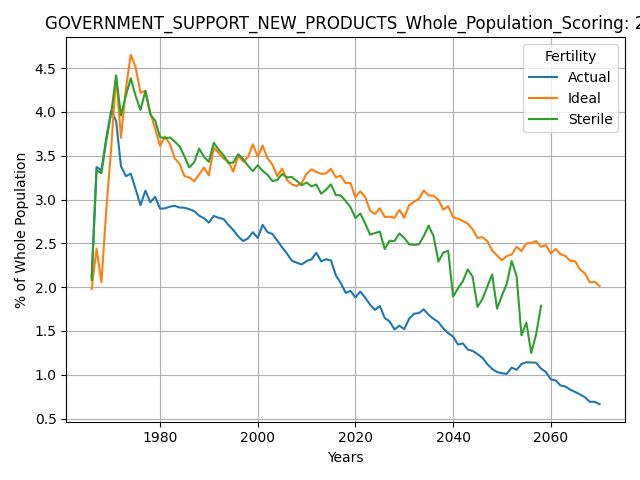 GOVERNMENT_SUPPORT_NEW_PRODUCTS_Whole_Population_Scoring: 2
Fertility
Actual
Ideal
Sterile
% of Whole Population
4.5
4.0
3.5
3.0
2.5
2.0
1.5
1.0
0.5
1980
2000
2020
2040
2060
Years